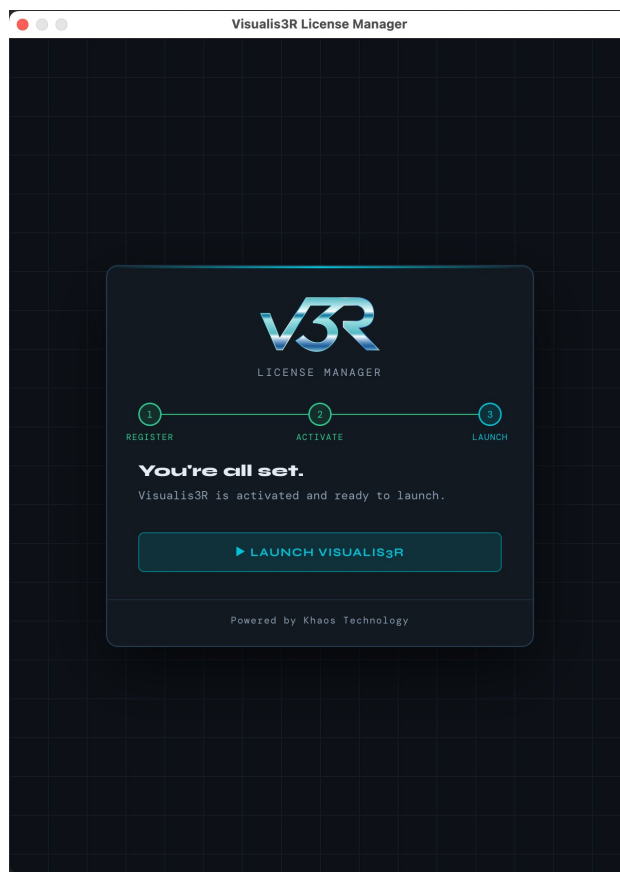 Visualis3R License Manager
V3R
LICENSE MANAGER
1 2 3
REGISTER ACTIVATE LAUNCH
You're all set.
Visualis3R is activated and ready to launch.
▶ LAUNCH VISUALIS3R
Powered by Khaos Technology